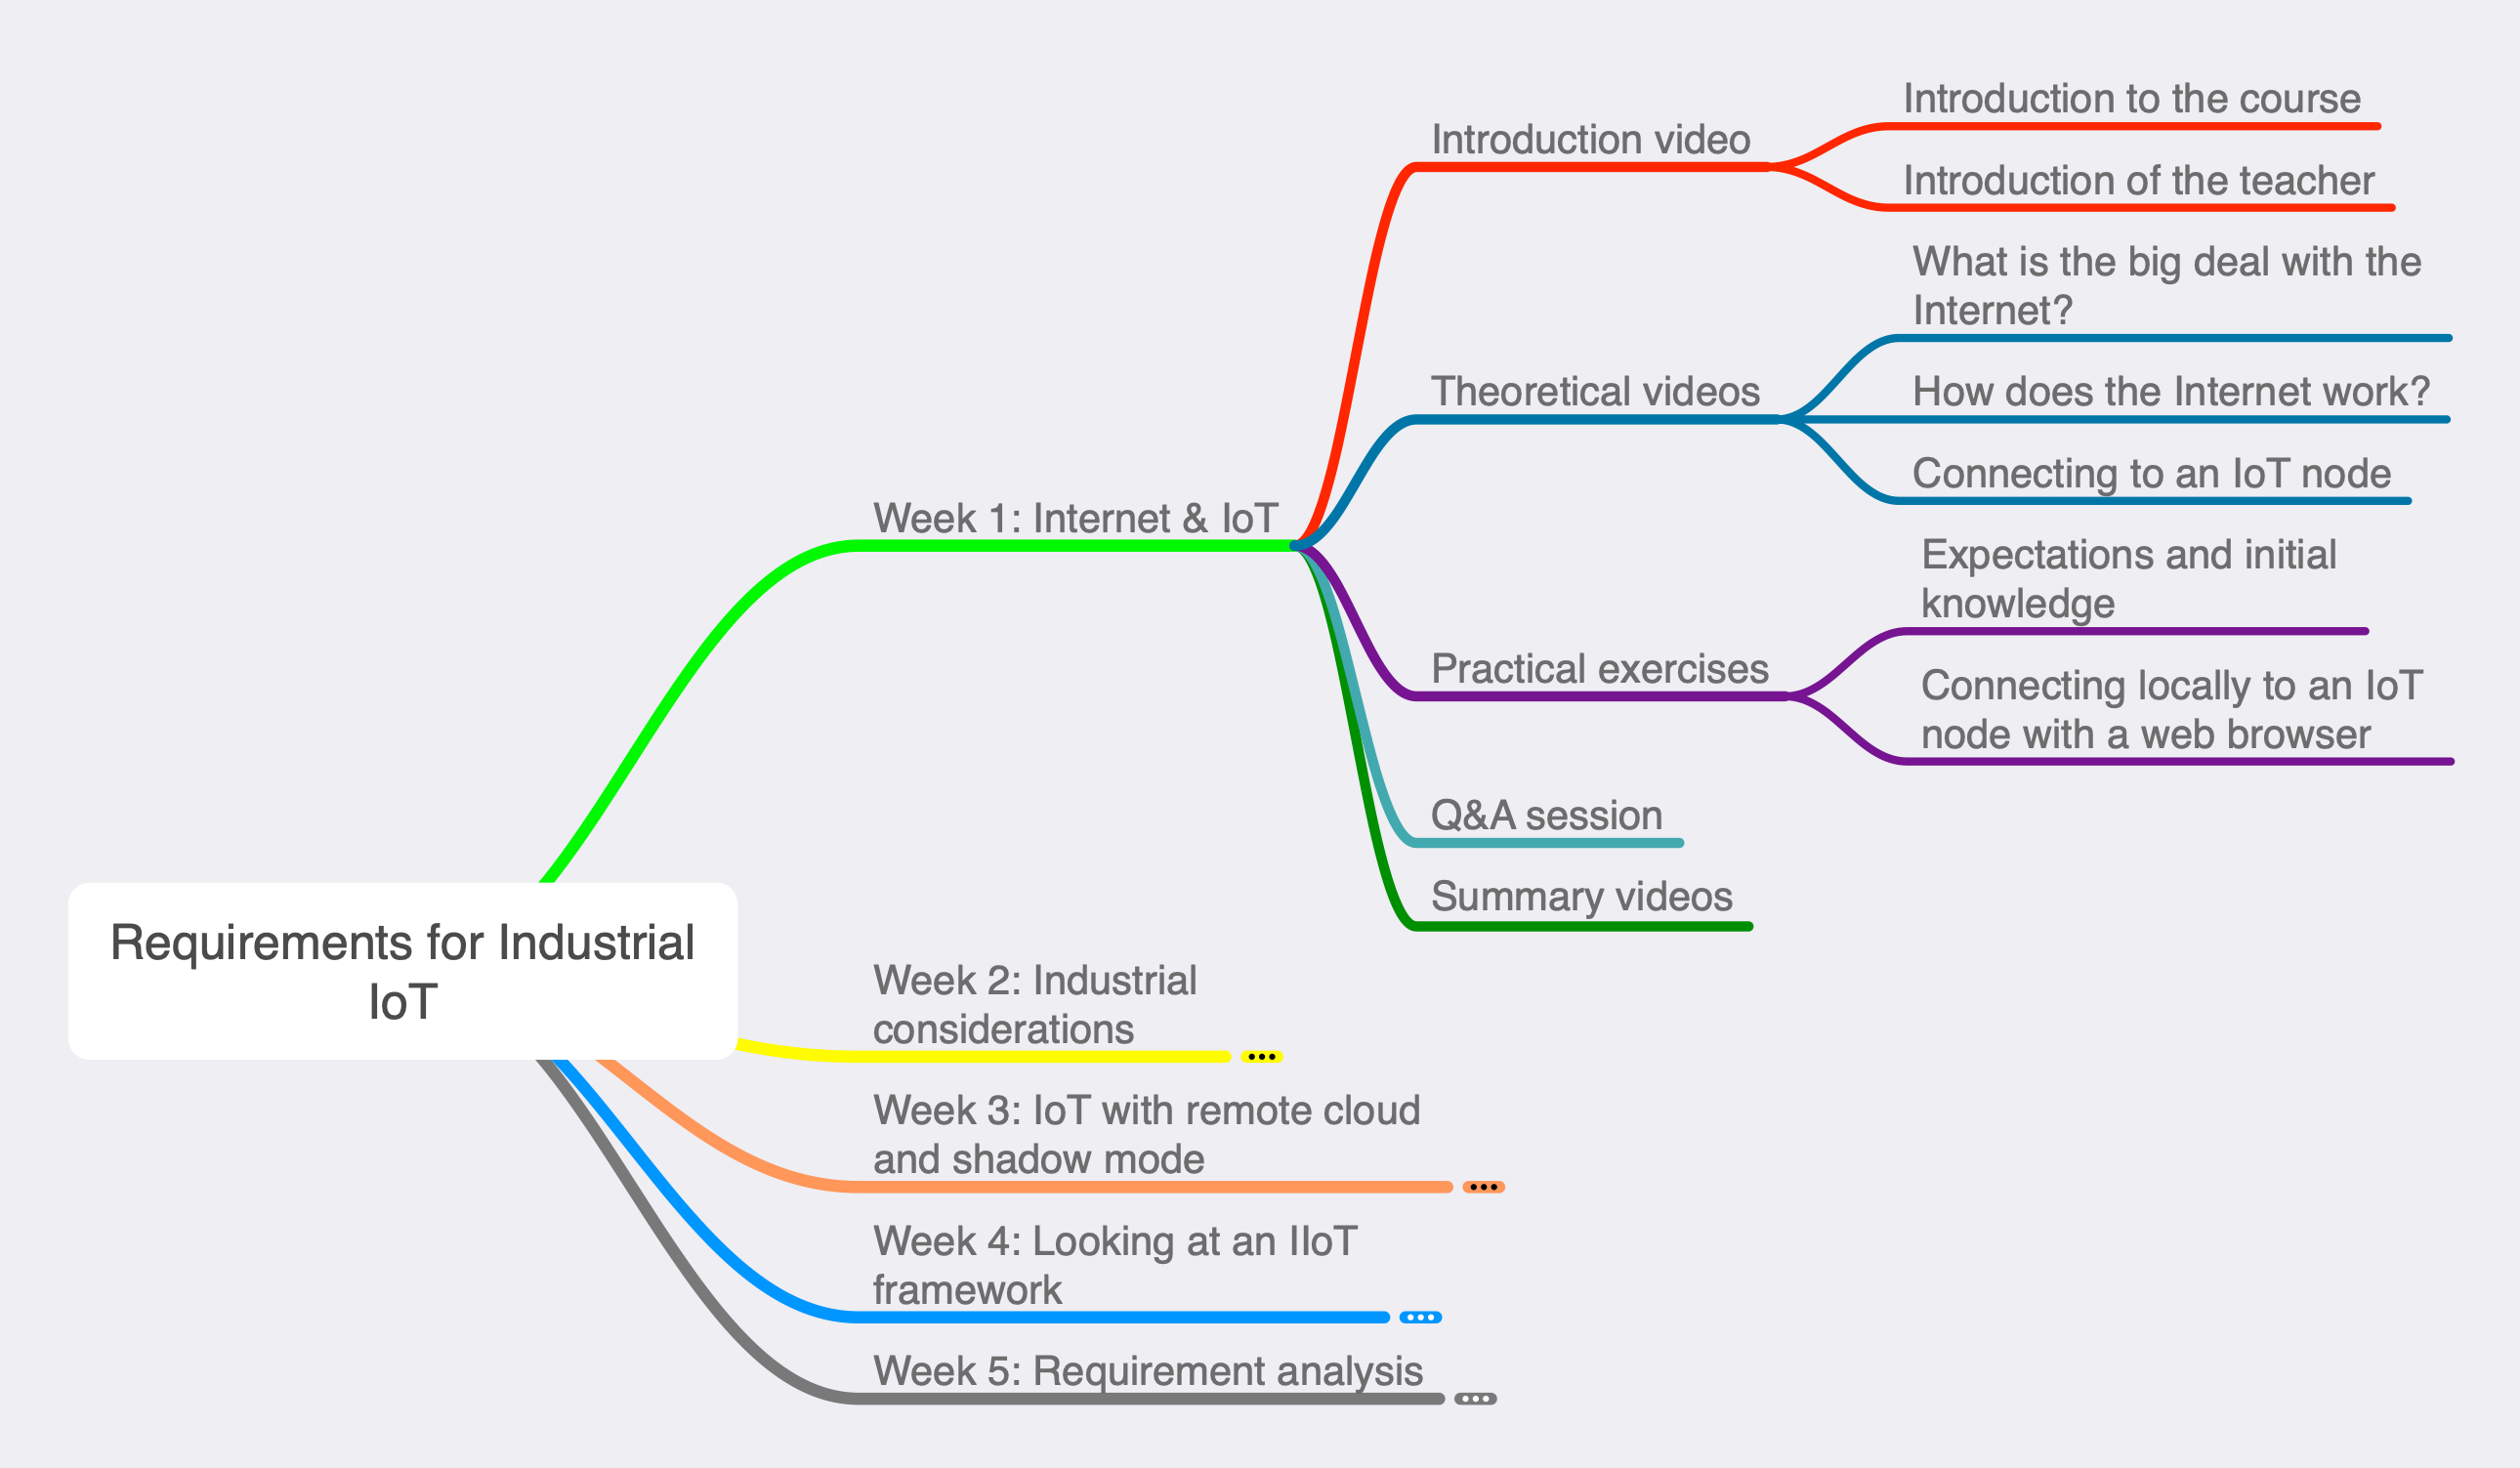 Requirements for Industrial
IoT
Week 1: Internet & IoT
Introduction video
Introduction to the course
Introduction of the teacher
Theoretical videos
What is the big deal with the
Internet?
How does the Internet work?
Connecting to an IoT node
Practical exercises
Expectations and initial
knowledge
Connecting locally to an IoT
node with a web browser
Q&A session
Summary videos
Week 2: Industrial
considerations
Week 3: IoT with remote cloud
and shadow mode
Week 4: Looking at an IIoT
framework
Week 5: Requirement analysis